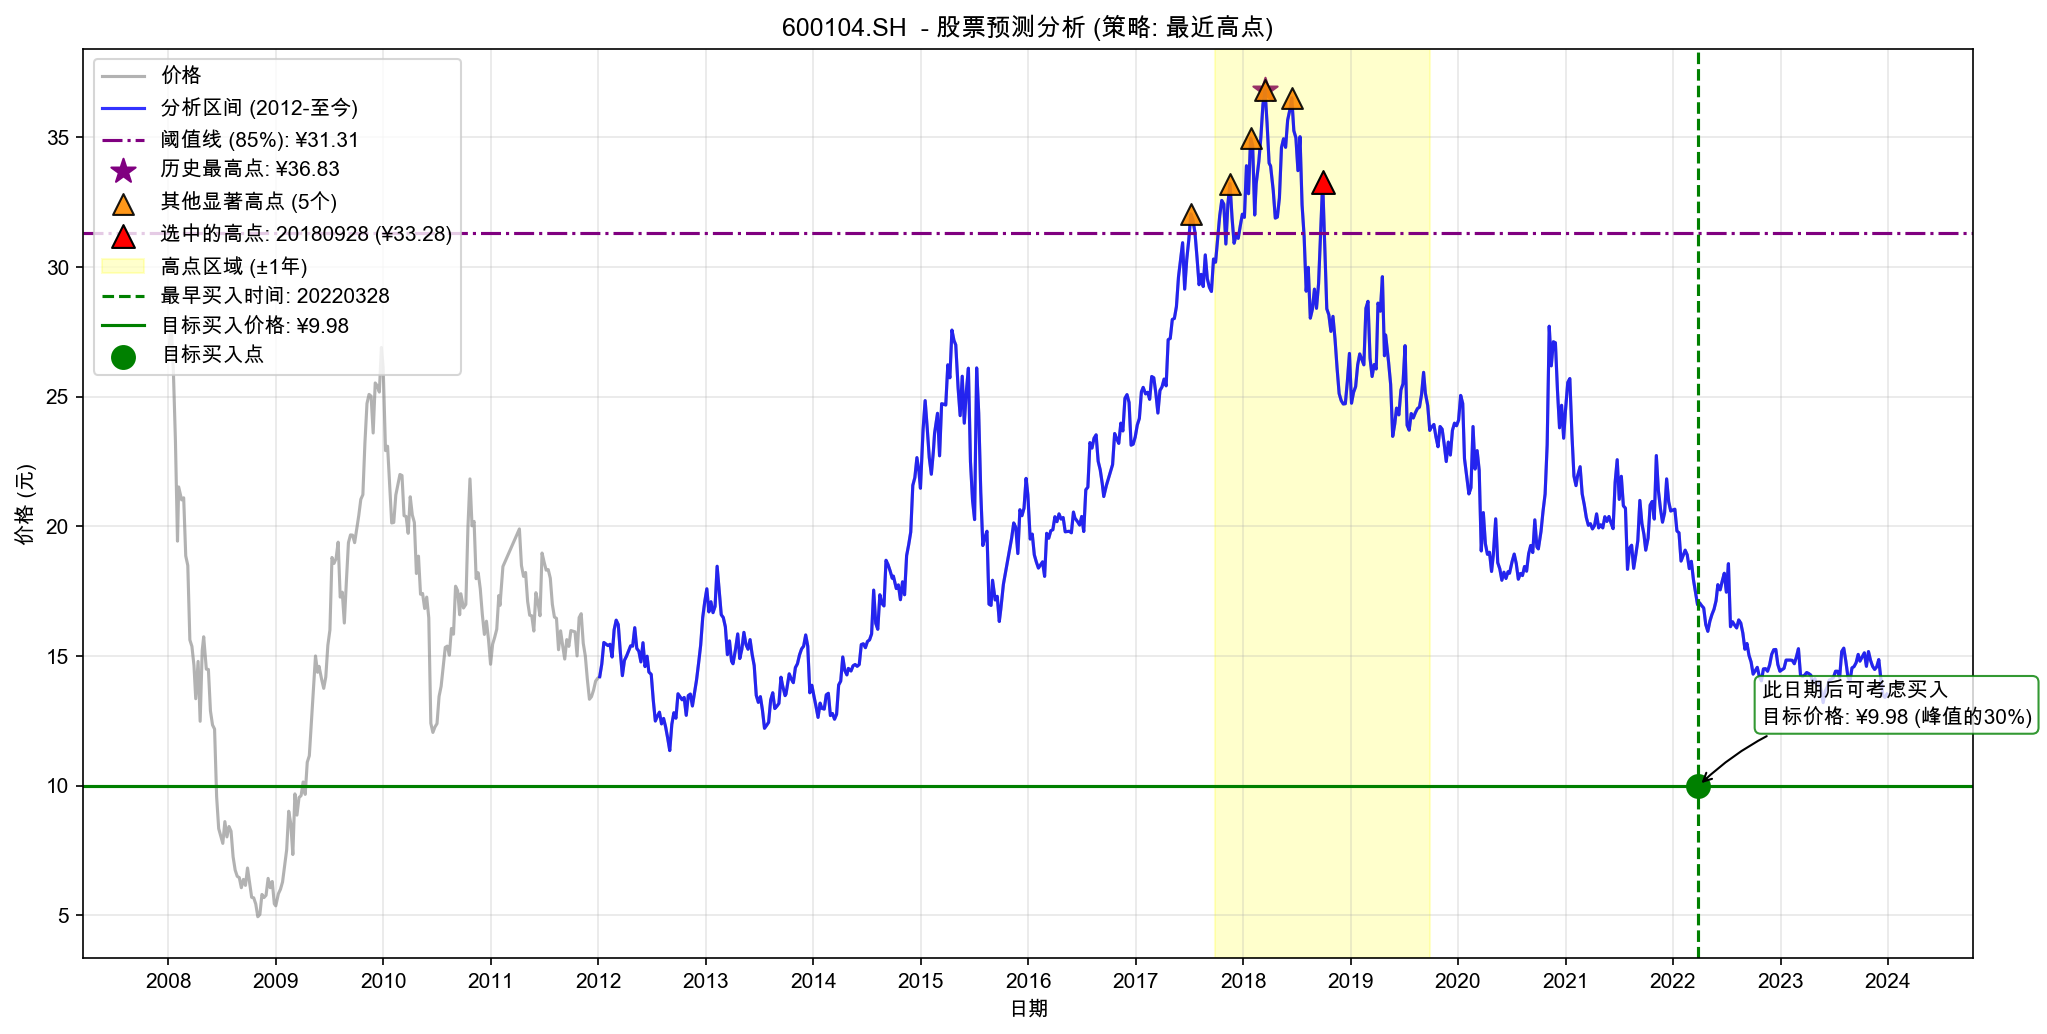 600104.SH - 股票预测分析 (策略: 最近高点)
价格
分析区间 (2012-至今)
阈值线 (85%): ¥31.31
历史最高点: ¥36.83
其他显著高点 (5个)
选中的高点: 20180928 (¥33.28)
高点区域 (±1年)
最早买入时间: 20220328
目标买入价格: ¥9.98
目标买入点
价格 (元)
35
30
25
20
15
10
5
此日期后可考虑买入
目标价格: ¥9.98 (峰值的30%)
2008 2009 2010 2011 2012 2013 2014 2015 2016 2017 2018 2019 2020 2021 2022 2023 2024
日期